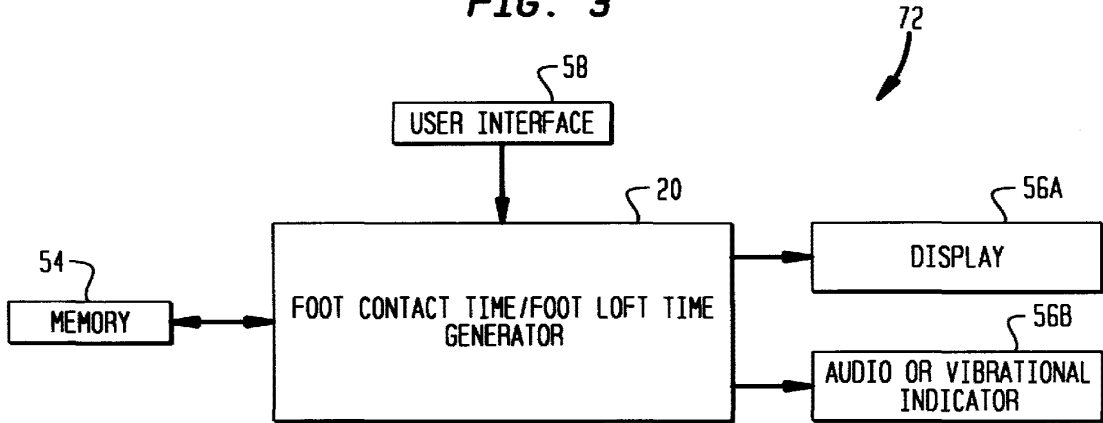 FIG. 3
72
58
USER INTERFACE
20
56A
54
DISPLAY
MEMORY
FOOT CONTACT TIME/FOOT LOFT TIME
GENERATOR
56B
AUDIO OR VIBRATIONAL
INDICATOR